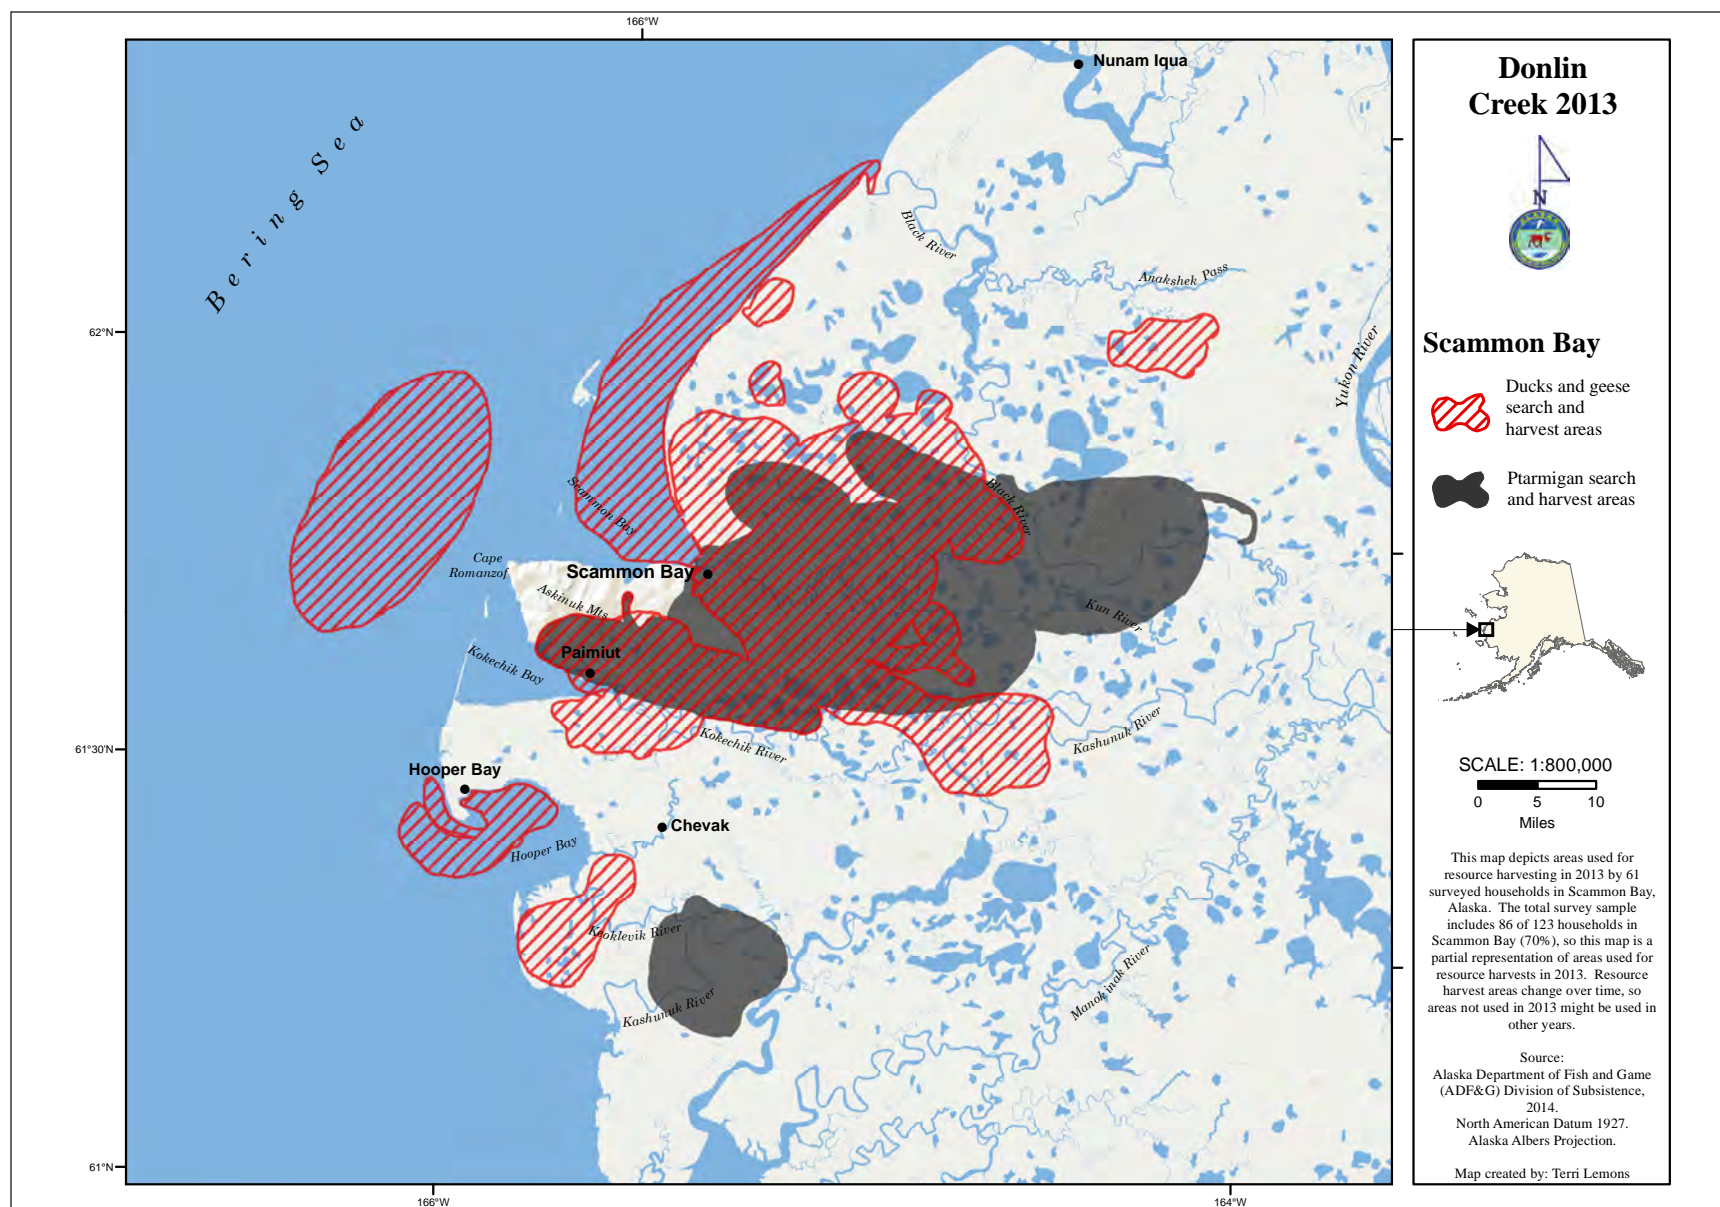 166°W
Nunam Iqua
Bering Sea
Black River
Anakshek Pass
62°N
Yukon River
Scammon Bay
Black River
Cape
Romanzof
Scammon Bay
Askinuk Mts
Kun River
Paimiut
Kokechik Bay
Kokechik River
Kashunuk River
61°30'N
Hooper Bay
Chevak
Hooper Bay
Keoklevik River
Kashunuk River
Manokinak River
61°N
166°W
164°W
Donlin
Creek 2013
N
ALASKA
Scammon Bay
Ducks and geese
search and
harvest areas
Ptarmigan search
and harvest areas
SCALE: 1:800,000
0 5 10
Miles
This map depicts areas used for
resource harvesting in 2013 by 61
surveyed households in Scammon Bay,
Alaska. The total survey sample
includes 86 of 123 households in
Scammon Bay (70%), so this map is a
partial representation of areas used for
resource harvests in 2013. Resource
harvest areas change over time, so
areas not used in 2013 might be used in
other years.
Source:
Alaska Department of Fish and Game
(ADF&G) Division of Subsistence,
2014.
North American Datum 1927.
Alaska Albers Projection.
Map created by: Terri Lemons